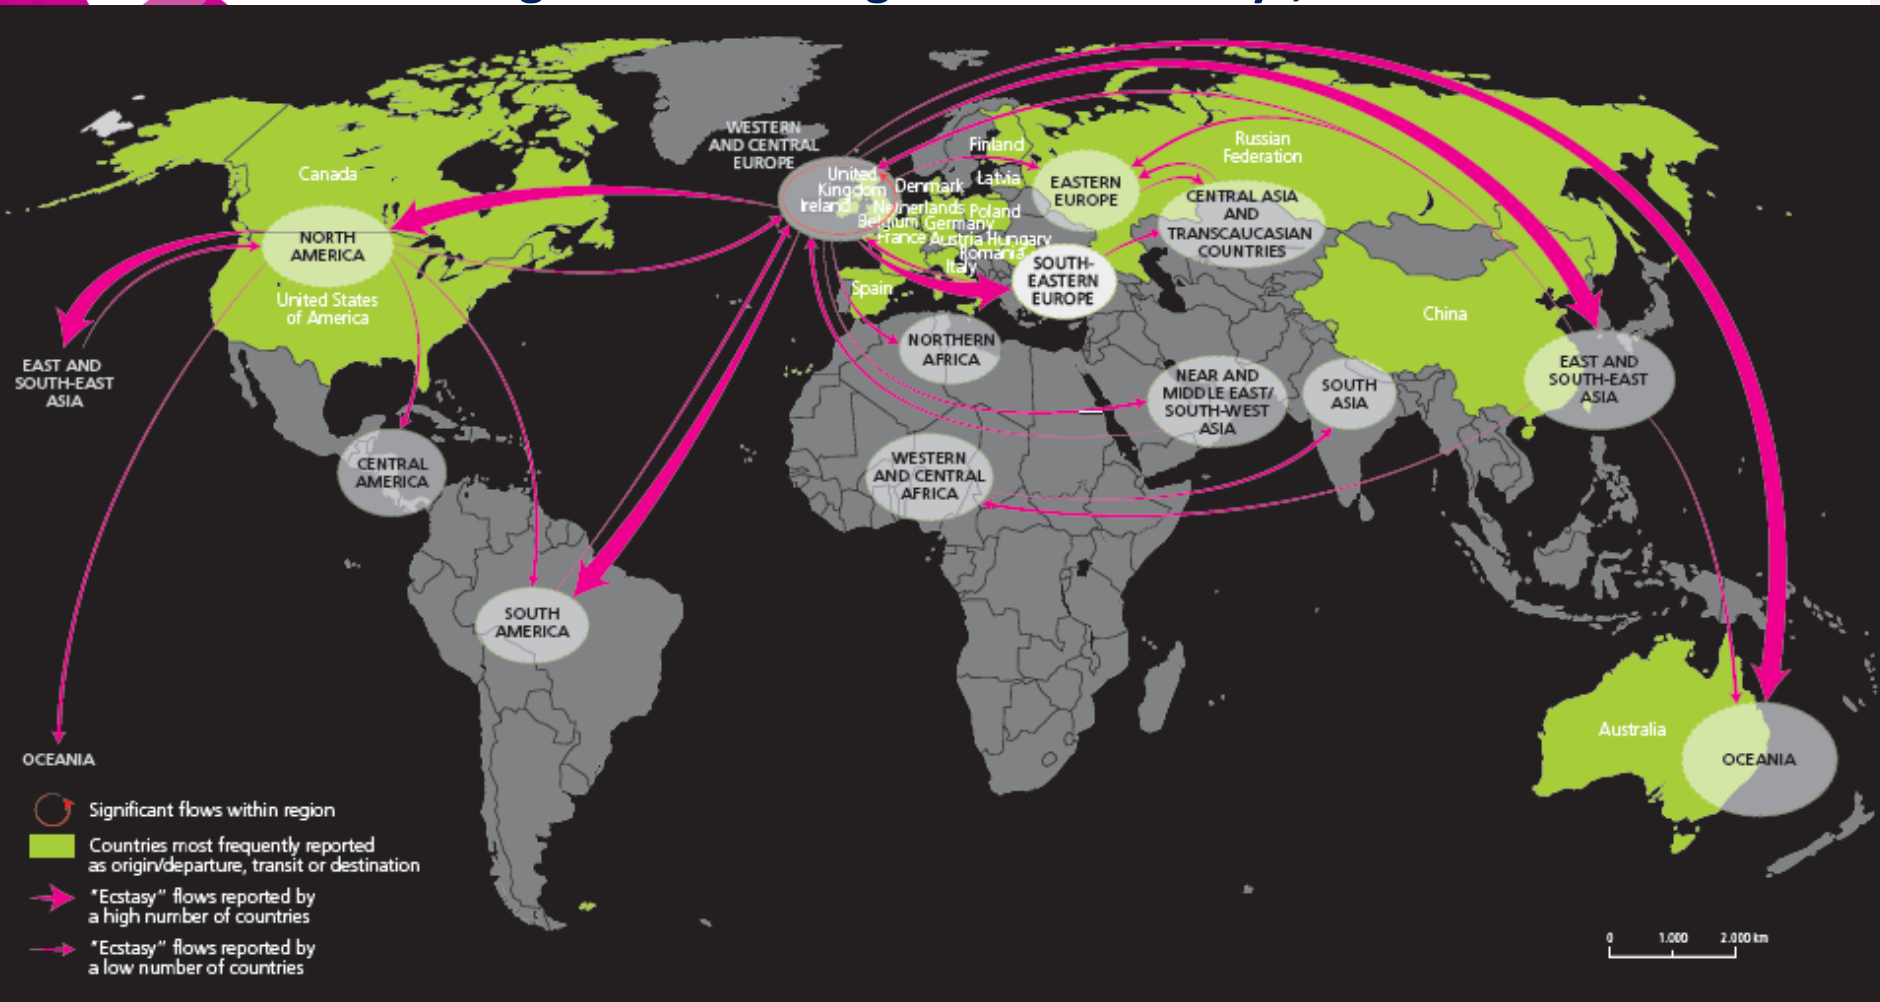 WESTERN
AND CENTRAL
EUROPE
Canada
United
Kingdom
Ireland
Denmark
Finland
Latvia
Netherlands
Poland
Belgium
Germany
France
Austria
Hungary
Romania
Italy
Spain
Russian
Federation
EASTERN
EUROPE
CENTRAL ASIA
AND
TRANSCAUCASIAN
COUNTRIES
NORTH
AMERICA
United States
of America
SOUTH-
EASTERN
EUROPE
China
EAST AND
SOUTH-EAST
ASIA
NORTHERN
AFRICA
NEAR AND
MIDDLE EAST/
SOUTH-WEST
ASIA
SOUTH
ASIA
EAST AND
SOUTH-EAST
ASIA
CENTRAL
AMERICA
WESTERN
AND CENTRAL
AFRICA
SOUTH
AMERICA
Australia
OCEANIA
OCEANIA
Significant flows within region
Countries most frequently reported
as origin/departure, transit or destination
"Ecstasy" flows reported by
a high number of countries
"Ecstasy" flows reported by
a low number of countries
0 1.000 2.000 km